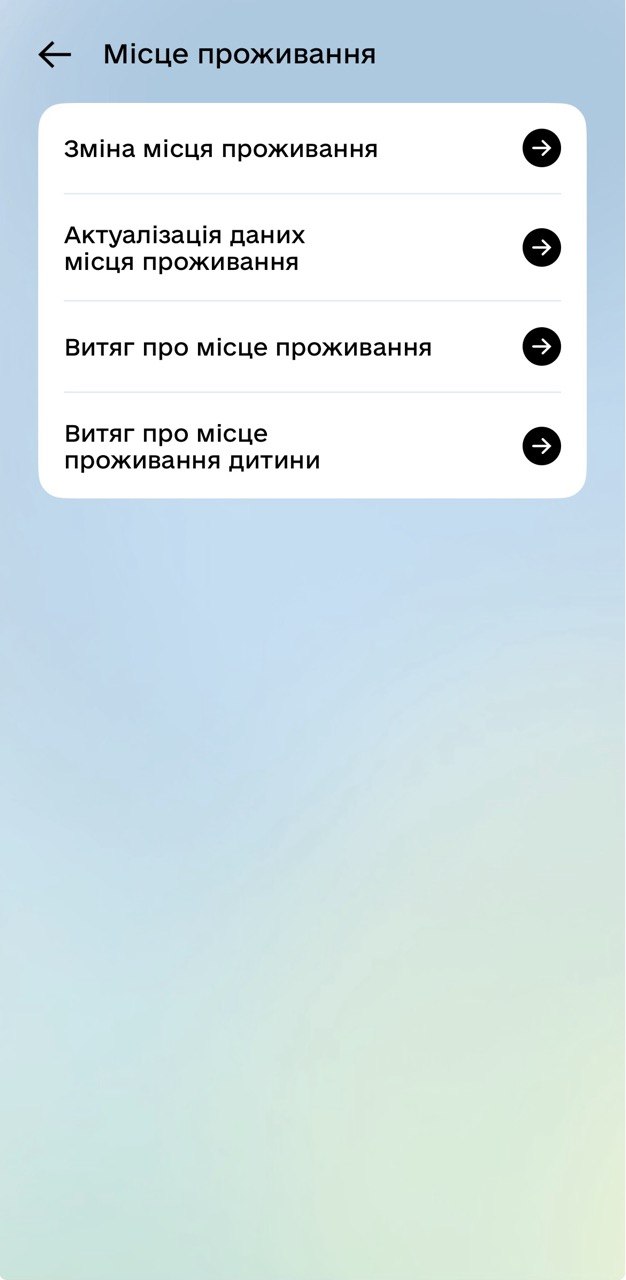 Місце проживання
Зміна місця проживання
Актуалізація даних
місця проживання
Витяг про місце проживання
Витяг про місце
проживання дитини